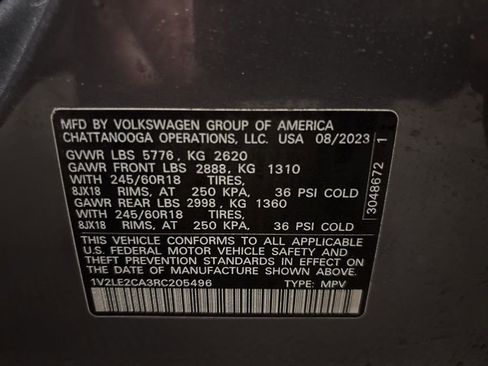 MFD BY VOLKSWAGEN GROUP OF AMERICA
CHATTANOOGA OPERATIONS, LLC. USA 08/2023
GVWR LBS 5776 , KG 2620
GAWR FRONT LBS 2888 , KG 1310
WITH 245/60R18 TIRES,
8JX18 RIMS, AT 250 KPA, 36 PSI COLD
GAWR REAR LBS 2998 , KG 1360
WITH 245/60R18 TIRES,
8JX18 RIMS, AT 250 KPA, 36 PSI COLD
THIS VEHICLE CONFORMS TO ALL APPLICABLE
U.S. FEDERAL MOTOR VEHICLE SAFETY AND
THEFT PREVENTION STANDARDS IN EFFECT ON
THE DATE OF MANUFACTURE SHOWN ABOVE.
1V2LE2CA3RC205496 TYPE: MPV
3048672 1